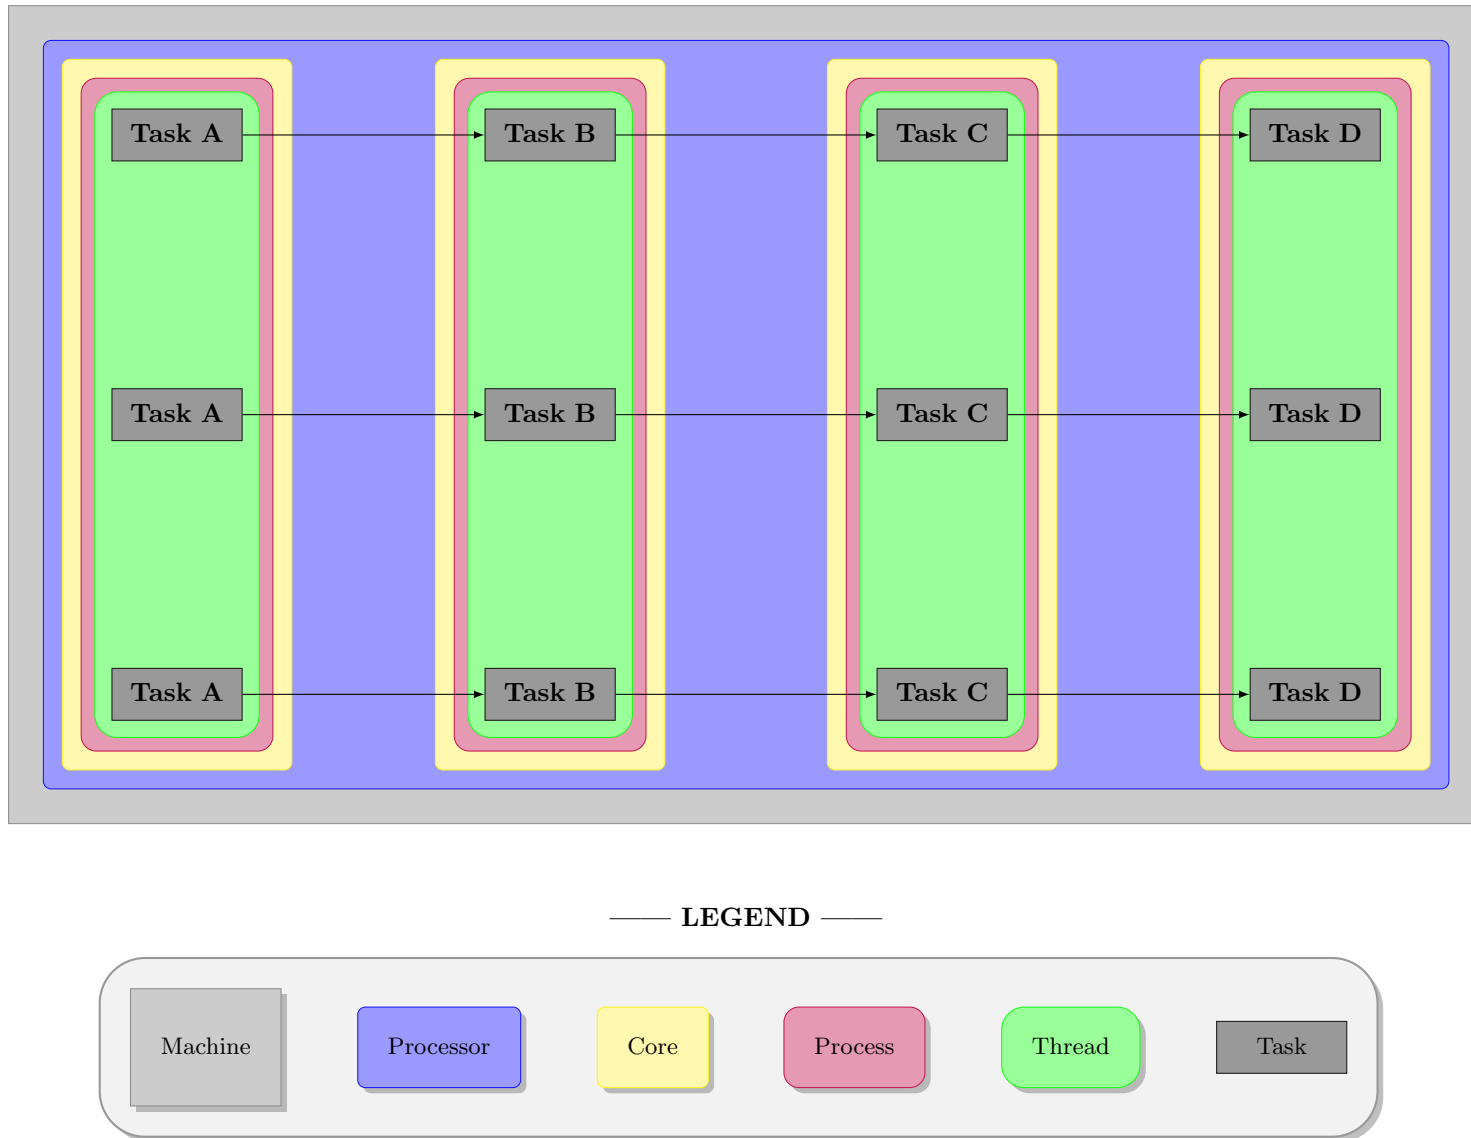 Task A Task B Task C Task D
Task A Task B Task C Task D
Task A Task B Task C Task D
LEGEND
Machine Processor Core Process Thread Task